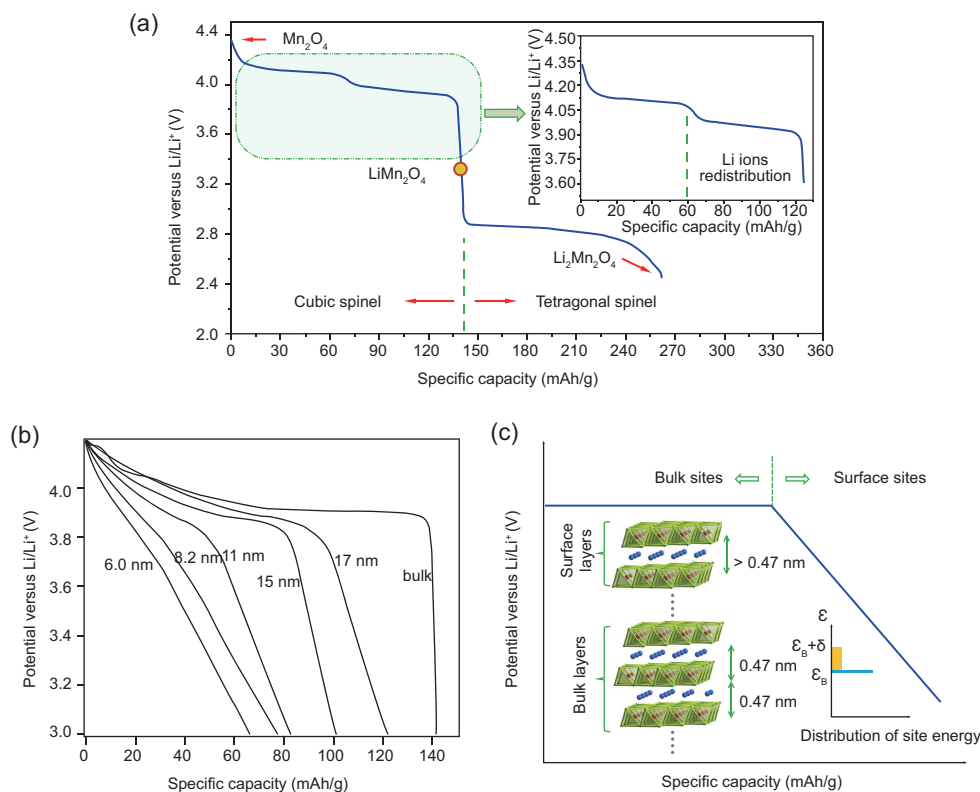 (a)
4.4
4.0
3.6
3.2
2.8
2.4
2.0
Potential versus Li/Li⁺ (V)
Mn₂O₄
LiMn₂O₄
Li₂Mn₂O₄
Cubic spinel
Tetragonal spinel
0 30 60 90 120 150 180 210 240 270 300 330 360
Specific capacity (mAh/g)
4.50
4.35
4.20
4.05
3.90
3.75
3.60
Potential versus Li/Li⁺ (V)
Li ions
redistribution
0 20 40 60 80 100 120
Specific capacity (mAh/g)
(b)
4.0
3.8
3.6
3.4
3.1
3.0
Potential versus Li/Li⁺ (V)
6.0 nm
8.2 nm
11 nm
15 nm
17 nm
bulk
0 20 40 60 80 100 120 140
Specific capacity (mAh/g)
(c)
Potential versus Li/Li⁺ (V)
Bulk sites
Surface sites
Surface
layers
> 0.47 nm
Bulk layers
0.47 nm
0.47 nm
ε
ε_B+δ
ε_B
Distribution of site energy
Specific capacity (mAh/g)